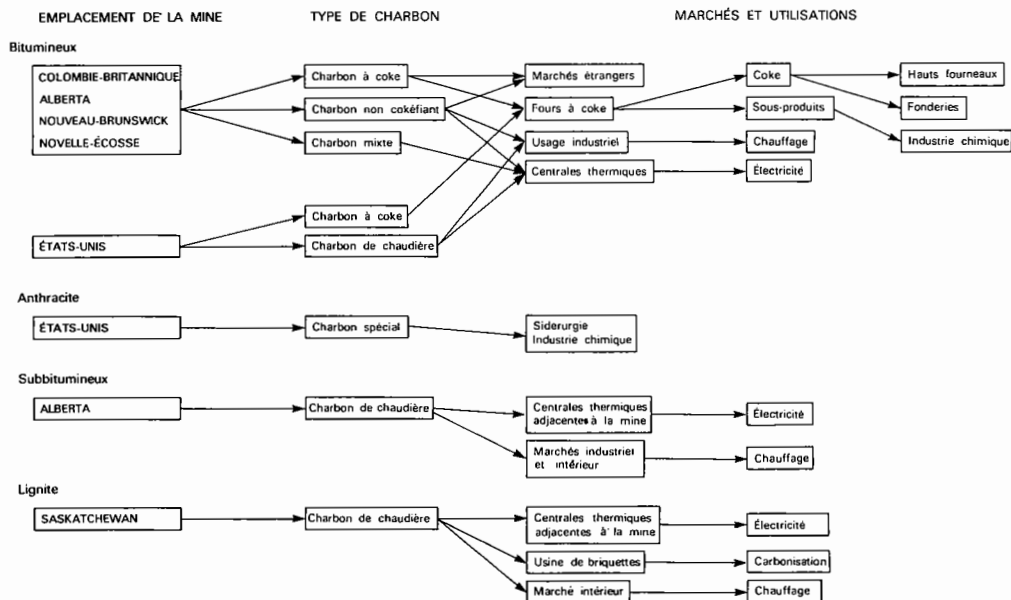 EMPLACEMENT DE LA MINE
TYPE DE CHARBON
MARCHÉS ET UTILISATIONS
Bitumineux
COLOMBIE-BRITANNIQUE
ALBERTA
NOUVEAU-BRUNSWICK
NOVELLE-ÉCOSSE
Charbon à coke
Charbon non cokéfiant
Charbon mixte
Marchés étrangers
Fours à coke
Usage industriel
Centrales thermiques
Coke
Sous-produits
Chauffage
Électricité
Hauts fourneaux
Fonderies
Industrie chimique
ÉTATS-UNIS
Charbon à coke
Charbon de chaudière
Anthracite
ÉTATS-UNIS
Charbon spécial
Siderurgie
Industrie chimique
Subbitumineux
ALBERTA
Charbon de chaudière
Centrales thermiques
adjacentes à la mine
Électricité
Marchés industriel
et intérieur
Chauffage
Lignite
SASKATCHEWAN
Charbon de chaudière
Centrales thermiques
adjacentes à la mine
Électricité
Usine de briquettes
Carbonisation
Marché intérieur
Chauffage